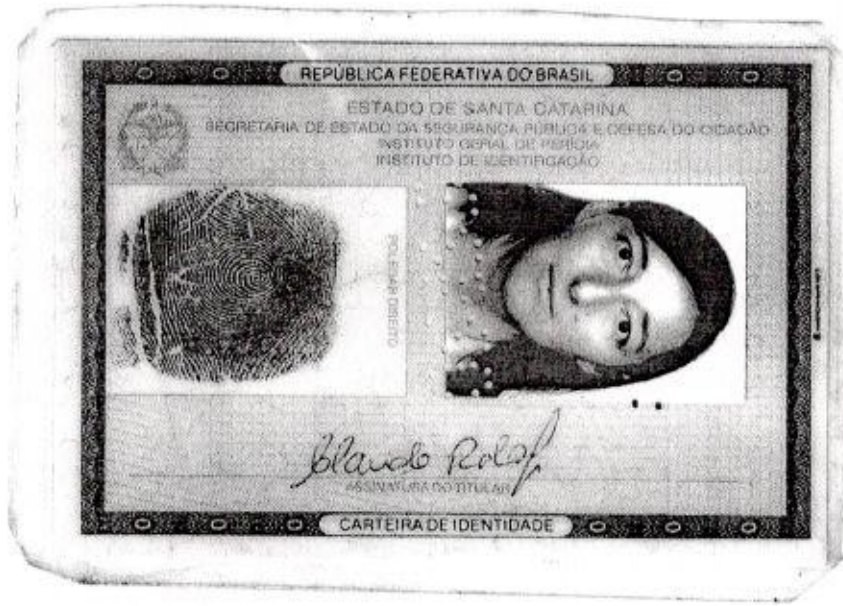 REPÚBLICA FEDERATIVA DO BRASIL
ESTADO DE SANTA CATARINA
SECRETARIA DE ESTADO DA SEGURANÇA PÚBLICA E DEFESA DO CIDADÃO
INSTITUTO GERAL DE PERÍCIA
INSTITUTO DE IDENTIFICAÇÃO
POLEGAR DIREITO
ASSINATURA DO TITULAR
CARTEIRA DE IDENTIDADE